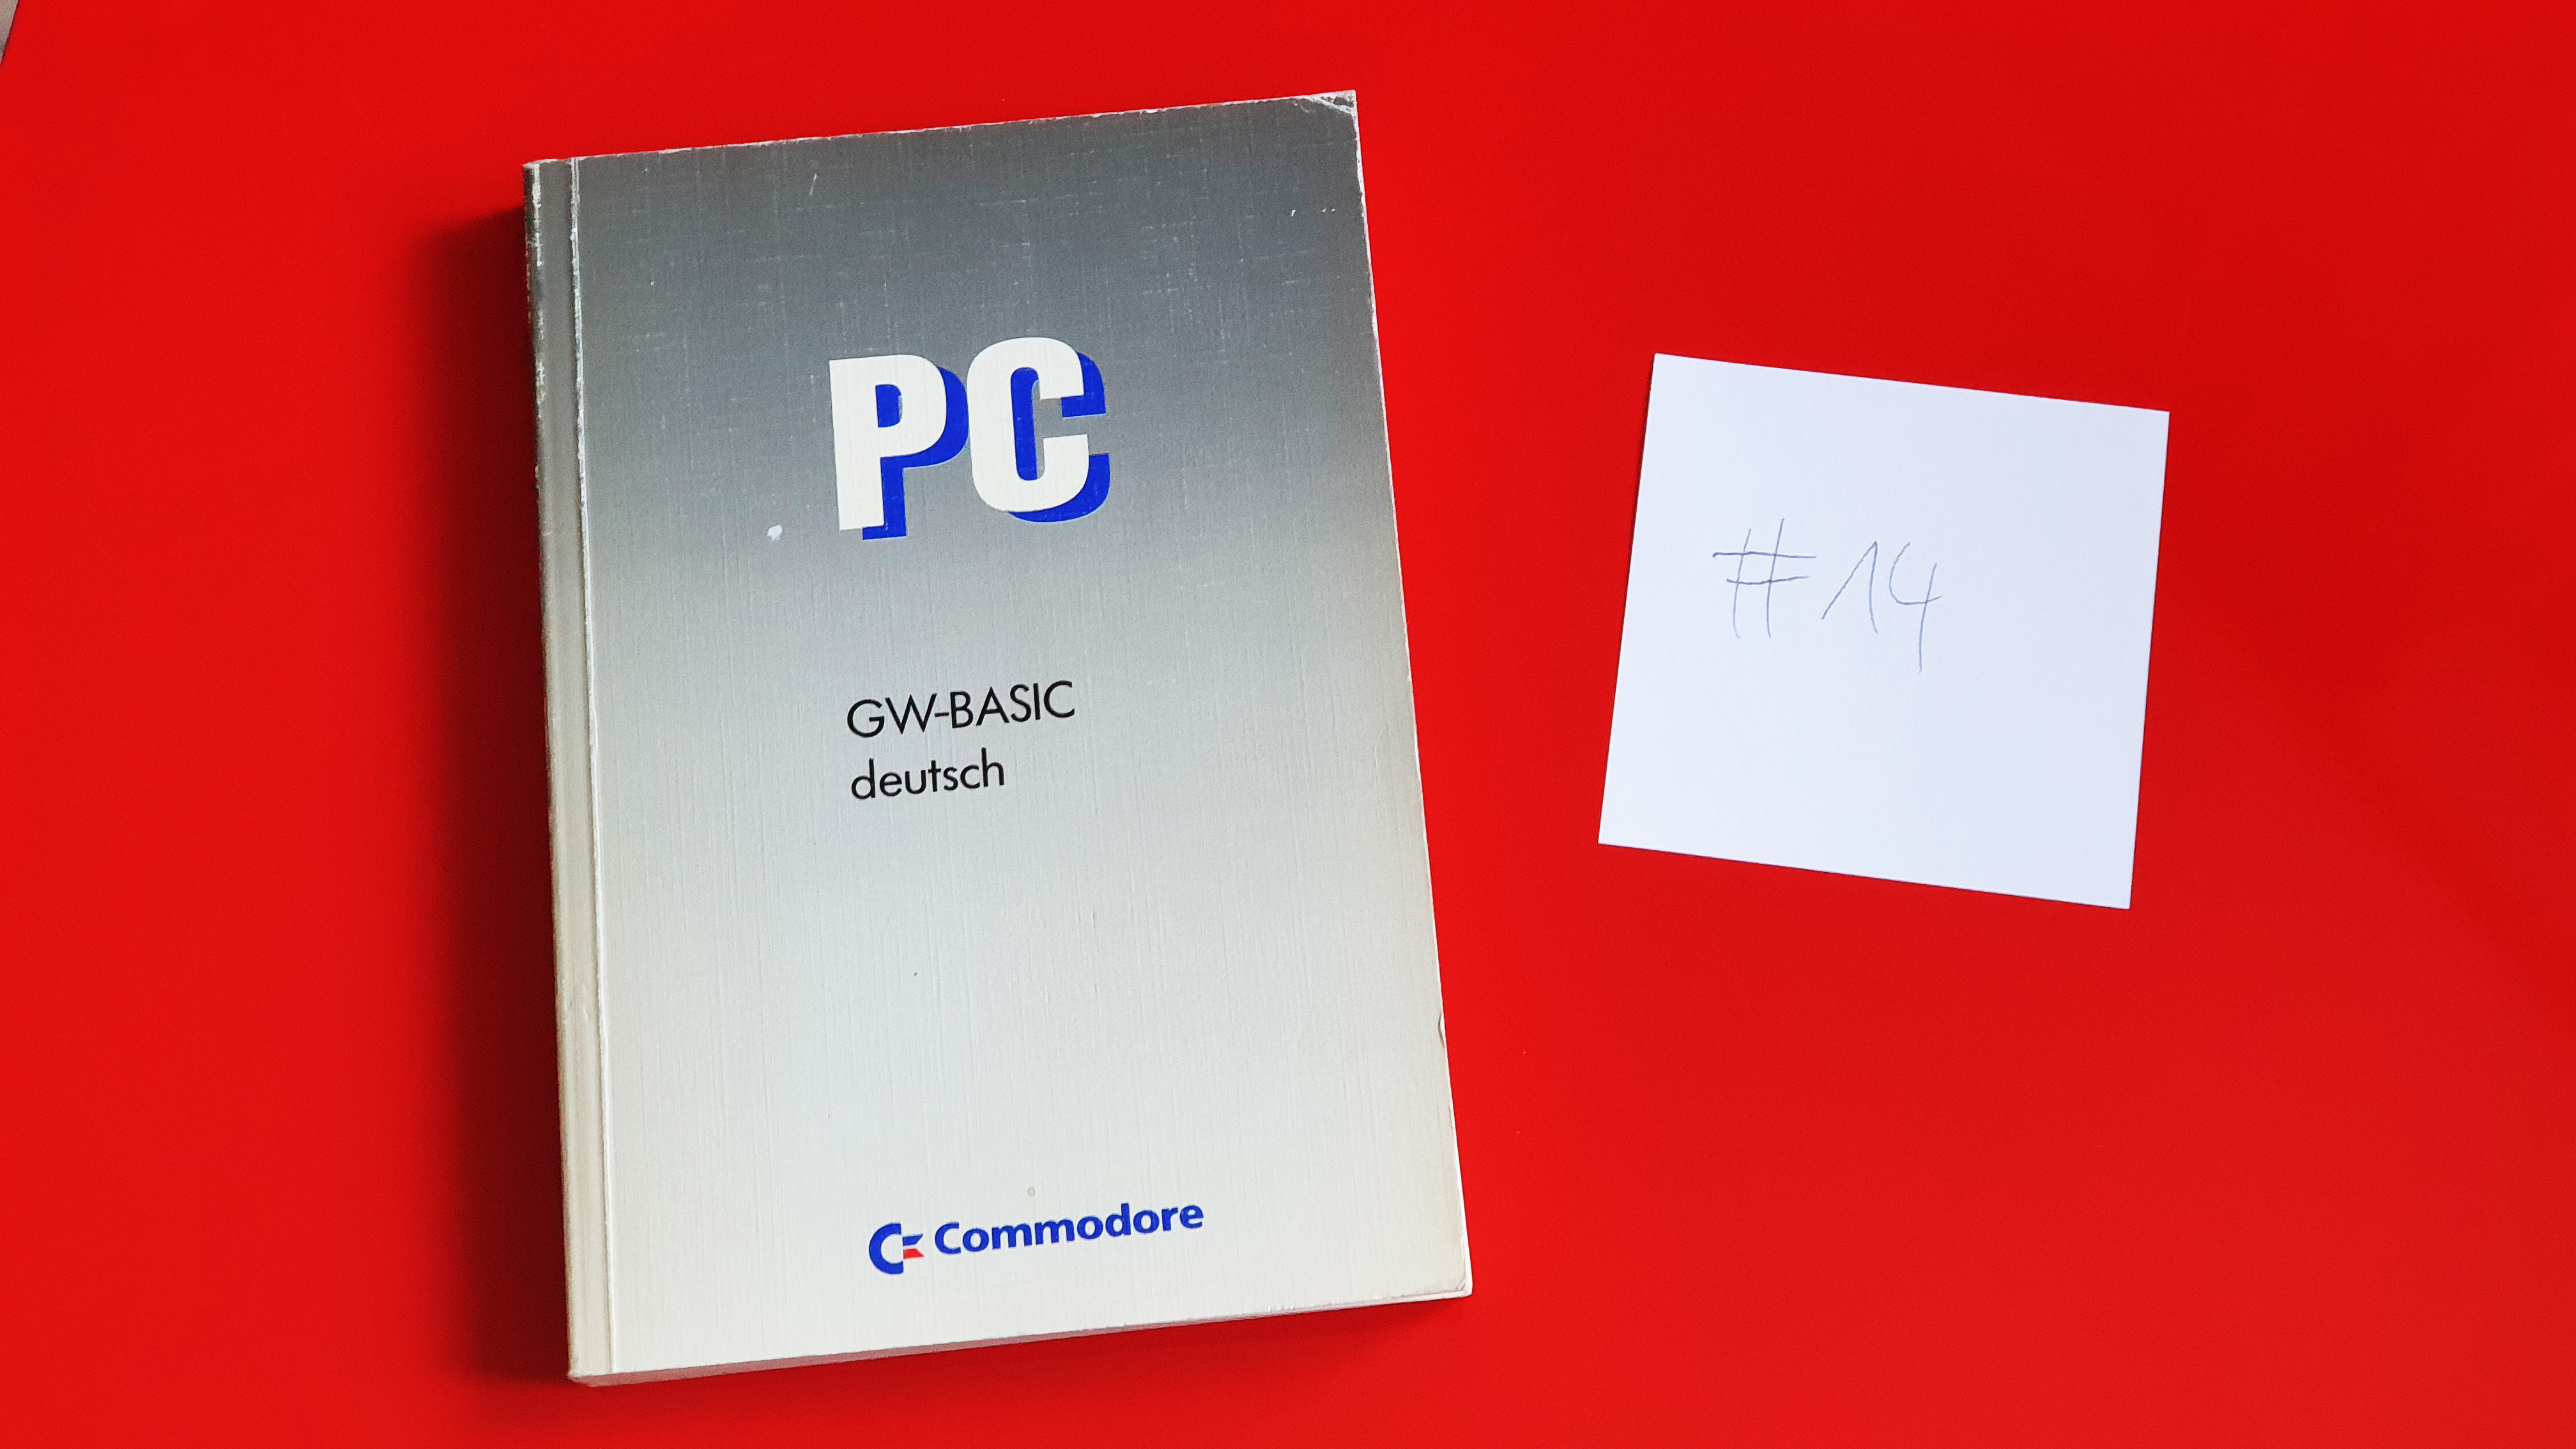 PC
GW-BASIC
deutsch
Commodore
#14